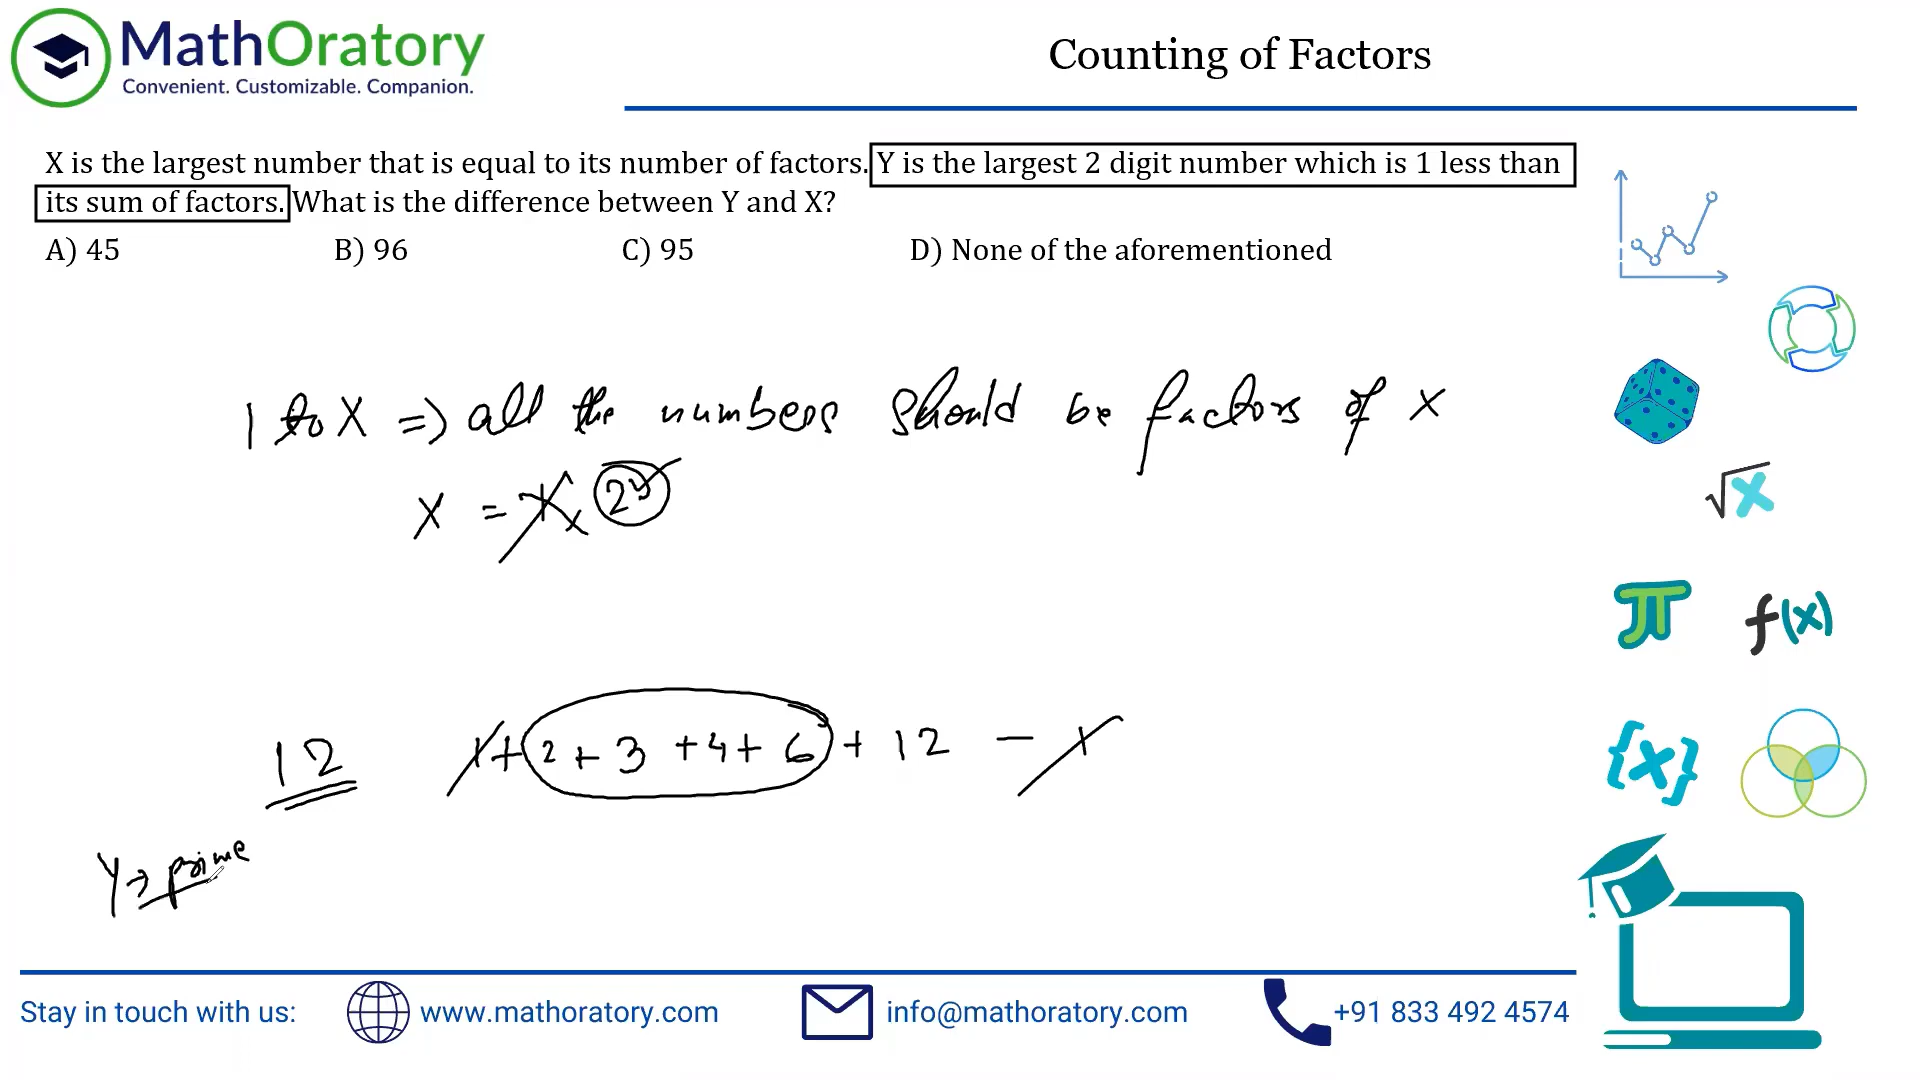 MathOratory
Convenient. Customizable. Companion.
Counting of Factors
X is the largest number that is equal to its number of factors. Y is the largest 2 digit number which is 1 less than
its sum of factors. What is the difference between Y and X?
A) 45 B) 96 C) 95 D) None of the aforementioned
1 to X => all the numbers should be factors of X
X = 1, 2
12 1 + 2 + 3 + 4 + 6 + 12 - 1
Y → prime
√x
π f(x)
{x}
Stay in touch with us: www.mathoratory.com info@mathoratory.com +91 833 492 4574